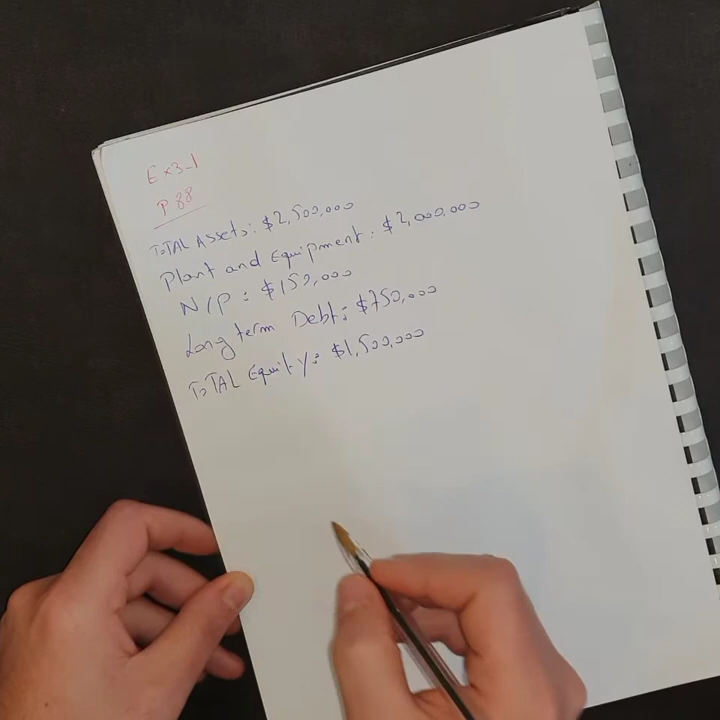 Ex3-1
P 88
TOTAL Assets: $2,500,000
Plant and Equipment: $2,000,000
N/P: $150,000
Long term Debt: $750,000
TOTAL Equity: $1,500,000